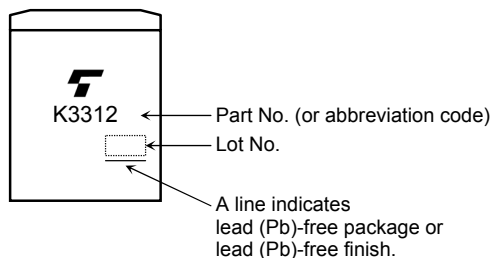 K3312
Part No. (or abbreviation code)
Lot No.
A line indicates
lead (Pb)-free package or
lead (Pb)-free finish.